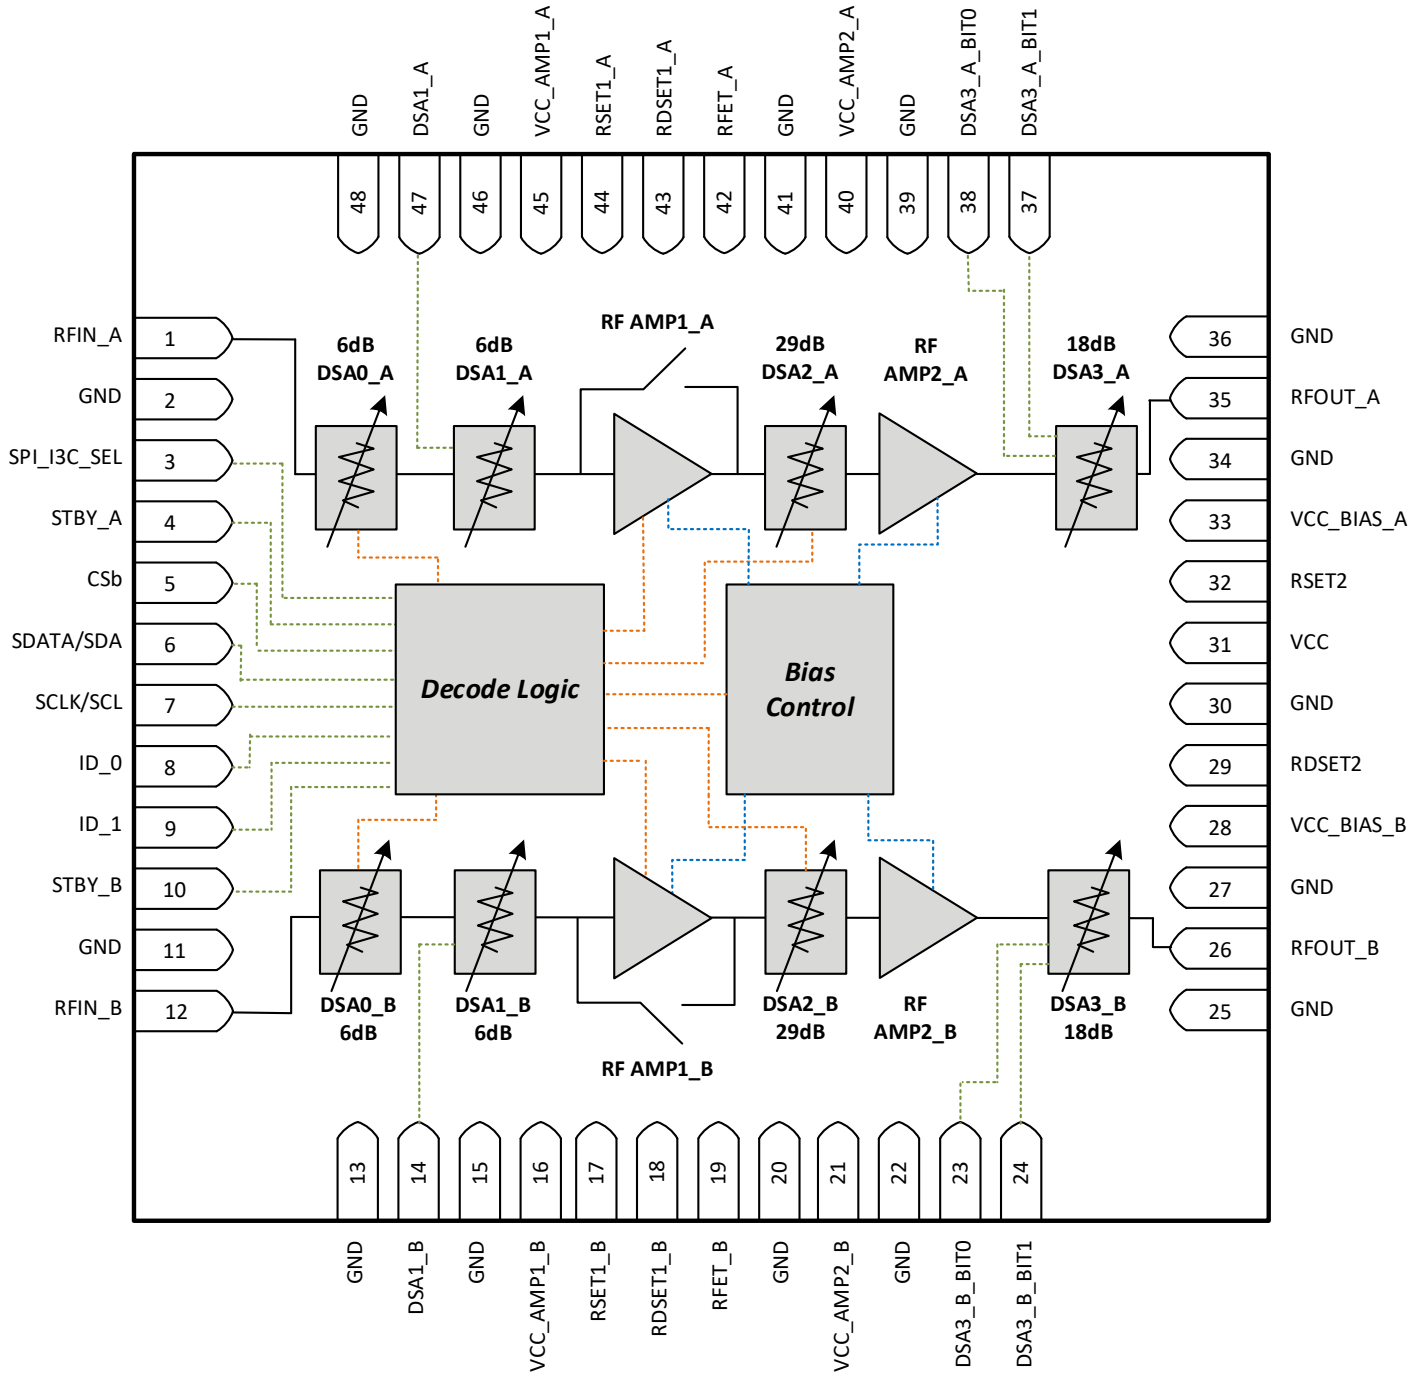 GND
DSA1_A
GND
VCC_AMP1_A
RSET1_A
RDSET1_A
RFET_A
GND
VCC_AMP2_A
GND
DSA3_A_BIT0
DSA3_A_BIT1
48
47
46
45
44
43
42
41
40
39
38
37
RFIN_A
1
GND
2
SPI_I3C_SEL
3
STBY_A
4
CSb
5
SDATA/SDA
6
SCLK/SCL
7
ID_0
8
ID_1
9
STBY_B
10
GND
11
RFIN_B
12
6dB
DSA0_A
6dB
DSA1_A
RF AMP1_A
29dB
DSA2_A
RF
AMP2_A
18dB
DSA3_A
Decode Logic
Bias
Control
DSA0_B
6dB
DSA1_B
6dB
RF AMP1_B
DSA2_B
29dB
RF
AMP2_B
DSA3_B
18dB
36
GND
35
RFOUT_A
34
GND
33
VCC_BIAS_A
32
RSET2
31
VCC
30
GND
29
RDSET2
28
VCC_BIAS_B
27
GND
26
RFOUT_B
25
GND
13
14
15
16
17
18
19
20
21
22
23
24
GND
DSA1_B
GND
VCC_AMP1_B
RSET1_B
RDSET1_B
RFET_B
GND
VCC_AMP2_B
GND
DSA3_B_BIT0
DSA3_B_BIT1